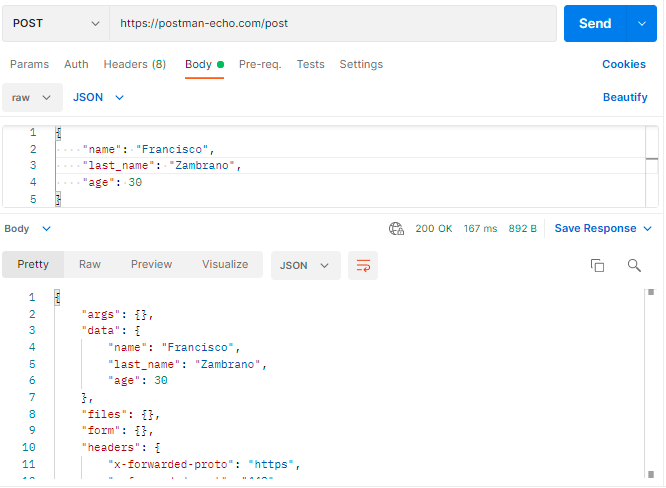 POST https://postman-echo.com/post Send
Params Auth Headers (8) Body Pre-req. Tests Settings Cookies
raw JSON Beautify
1 {
2 "name": "Francisco",
3 "last_name": "Zambrano",
4 "age": 30
5 }
Body 200 OK 167 ms 892 B Save Response
Pretty Raw Preview Visualize JSON
1 {
2 "args": {},
3 "data": {
4 "name": "Francisco",
5 "last_name": "Zambrano",
6 "age": 30
7 },
8 "files": {},
9 "form": {},
10 "headers": {
11 "x-forwarded-proto": "https",